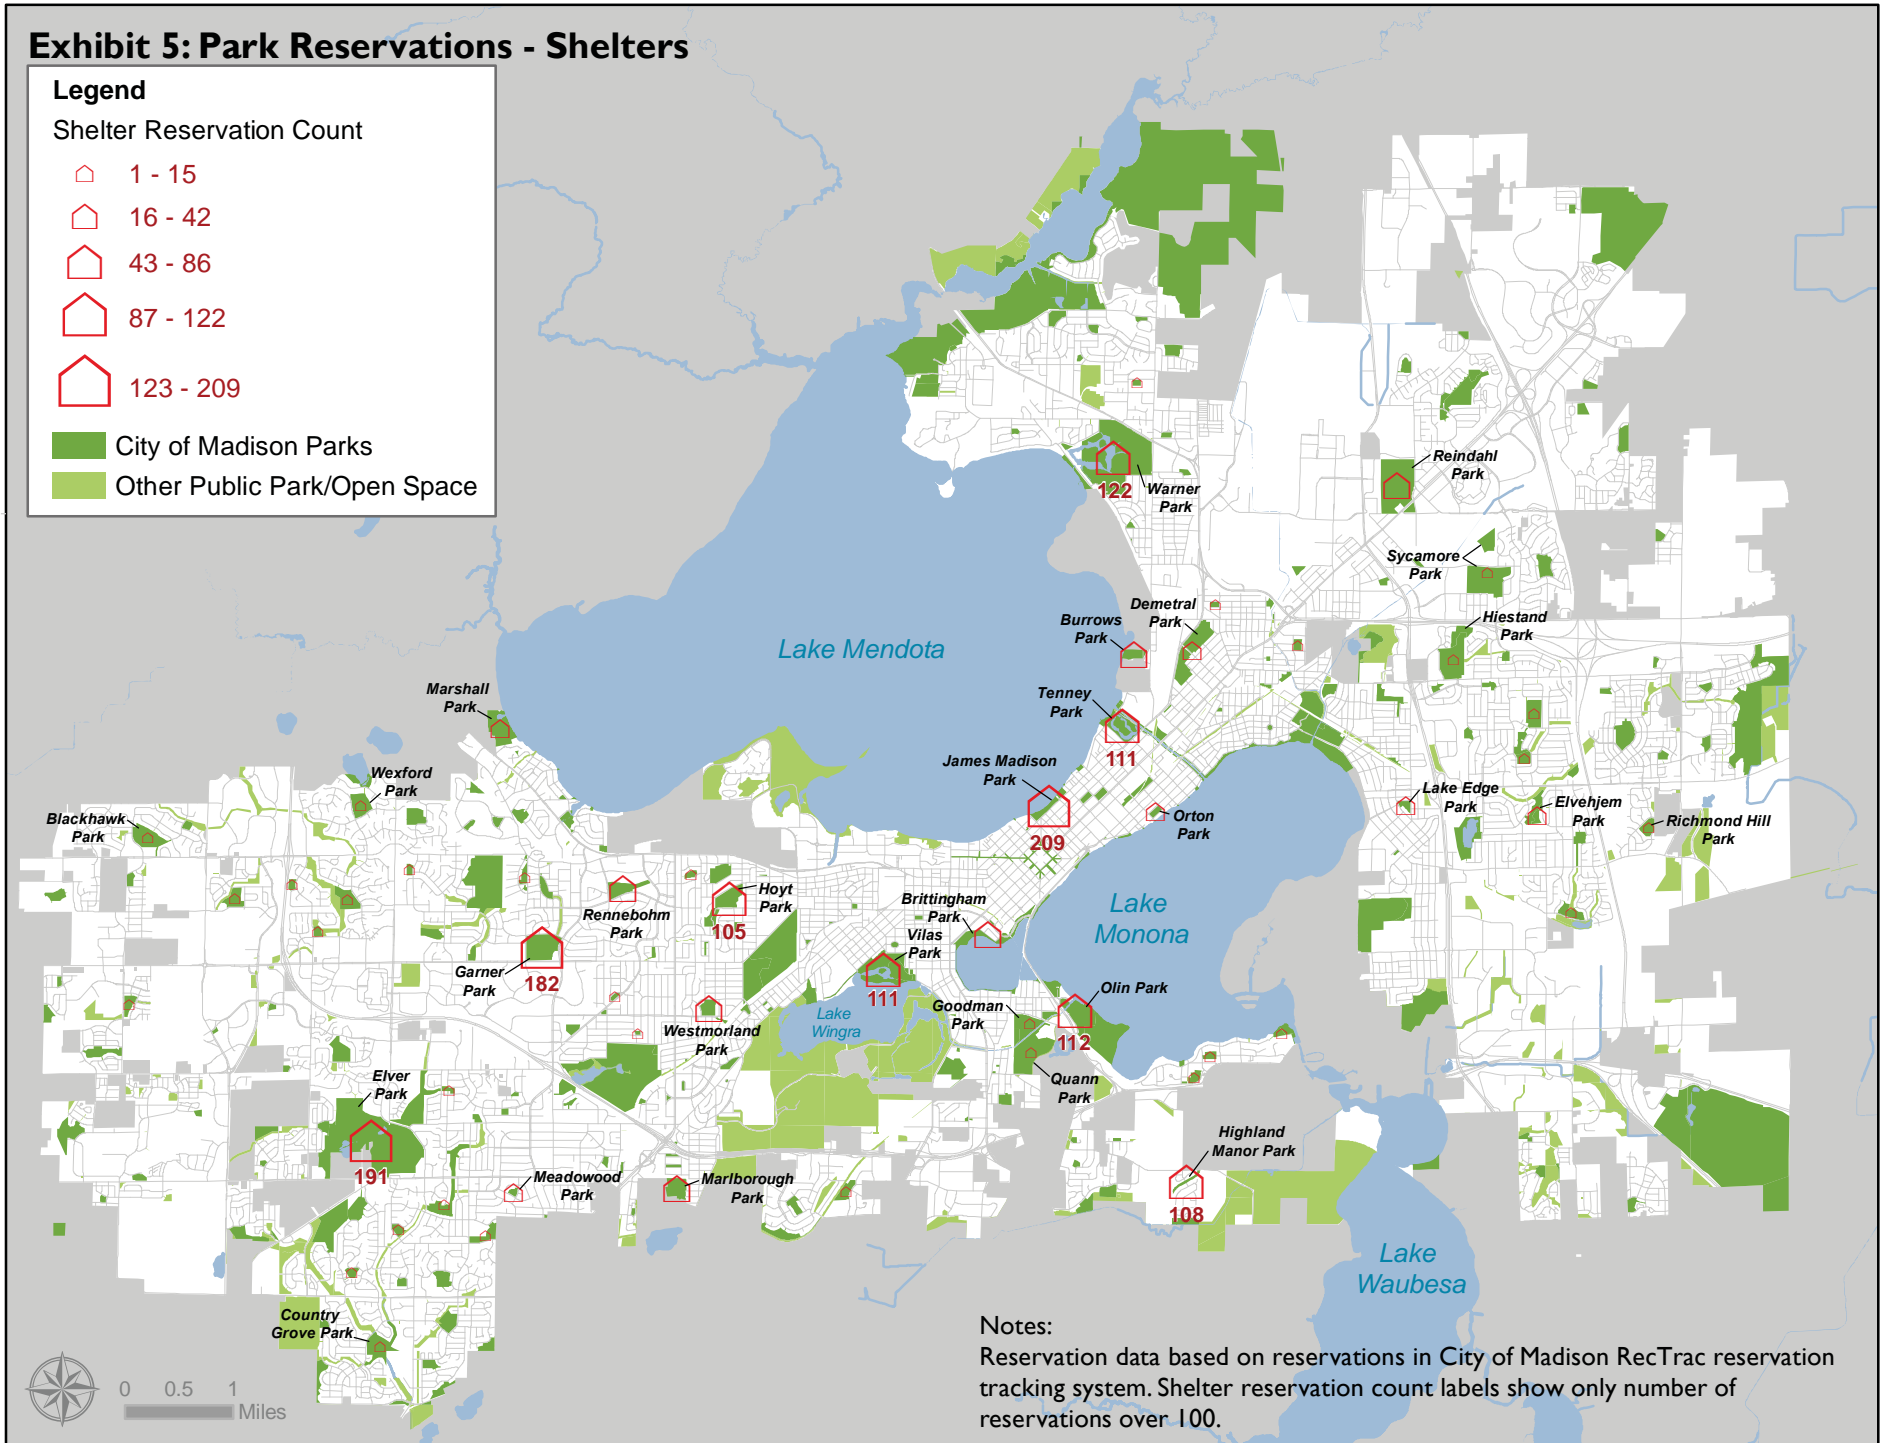 Exhibit 5: Park Reservations - Shelters
Legend
Shelter Reservation Count
1 - 15
16 - 42
43 - 86
87 - 122
123 - 209
City of Madison Parks
Other Public Park/Open Space
Reindahl
Park
122
Warner
Park
Sycamore
Park
Demetral
Park
Burrows
Park
Hiestand
Park
Lake Mendota
Marshall
Park
Tenney
Park
111
James Madison
Park
209
Wexford
Park
Blackhawk
Park
Orton
Park
Lake Edge
Park
Elvehjem
Park
Richmond Hill
Park
Hoyt
Park
105
Rennebohm
Park
Brittingham
Park
Lake
Monona
Vilas
Park
111
Garner
Park
182
Olin Park
112
Goodman
Park
Lake
Wingra
Westmorland
Park
Quann
Park
Elver
Park
191
Highland
Manor Park
108
Meadowood
Park
Marlborough
Park
Lake
Waubesa
Country
Grove Park
0 0.5 1
Miles
Notes:
Reservation data based on reservations in City of Madison RecTrac reservation
tracking system. Shelter reservation count labels show only number of
reservations over 100.